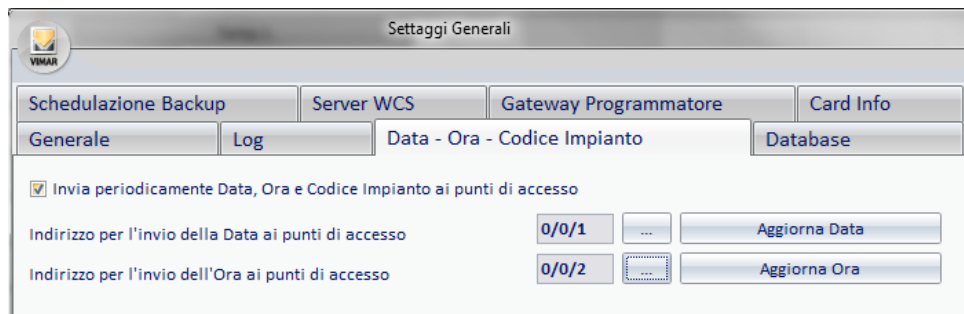 Settaggi Generali
VIMAR
Schedulazione Backup Server WCS Gateway Programmatore Card Info
Generale Log Data - Ora - Codice Impianto Database
Invia periodicamente Data, Ora e Codice Impianto ai punti di accesso
Indirizzo per l'invio della Data ai punti di accesso 0/0/1 ... Aggiorna Data
Indirizzo per l'invio dell'Ora ai punti di accesso 0/0/2 ... Aggiorna Ora